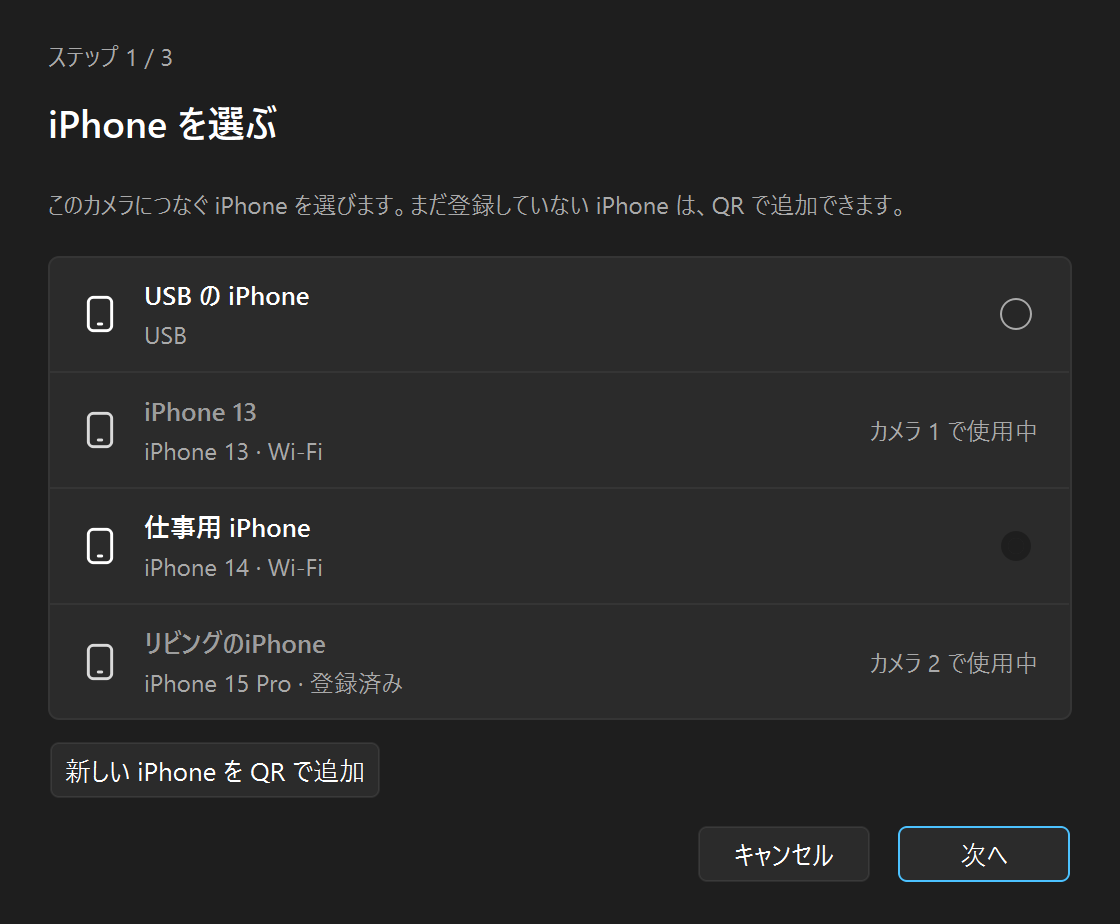 ステップ 1 / 3
iPhone を選ぶ
このカメラにつなぐ iPhone を選びます。まだ登録していない iPhone は、QR で追加できます。
USB の iPhone
USB
iPhone 13
iPhone 13 · Wi-Fi
カメラ 1 で使用中
仕事用 iPhone
iPhone 14 · Wi-Fi
リビングのiPhone
iPhone 15 Pro · 登録済み
カメラ 2 で使用中
新しい iPhone を QR で追加
キャンセル
次へ